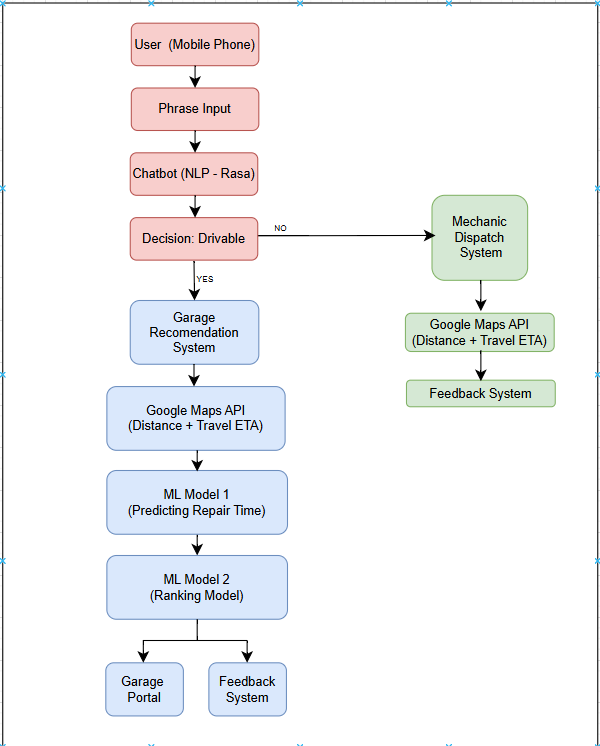 User (Mobile Phone)
Phrase Input
Chatbot (NLP - Rasa)
Decision: Drivable
NO
YES
Mechanic
Dispatch
System
Google Maps API
(Distance + Travel ETA)
Feedback System
Garage
Recomendation
System
Google Maps API
(Distance + Travel ETA)
ML Model 1
(Predicting Repair Time)
ML Model 2
(Ranking Model)
Garage
Portal
Feedback
System